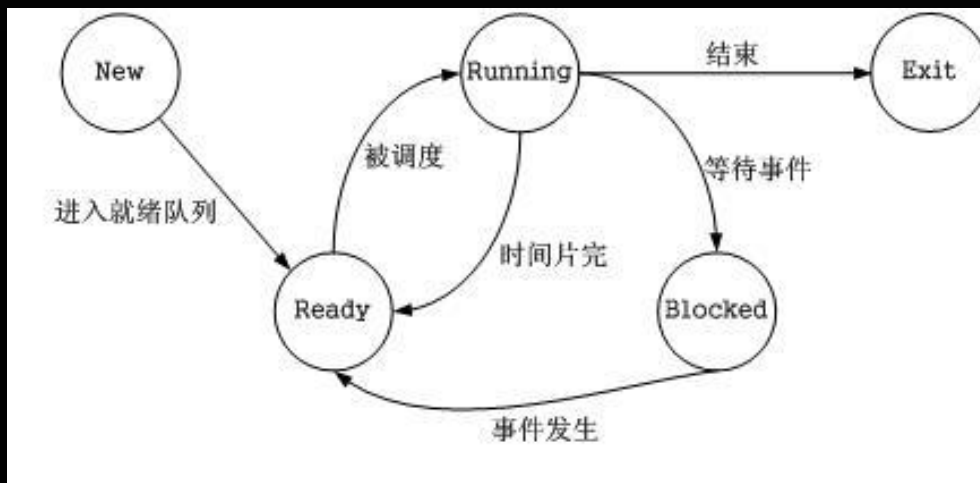 New
Running
结束
Exit
被调度
等待事件
进入就绪队列
时间片完
Ready
Blocked
事件发生